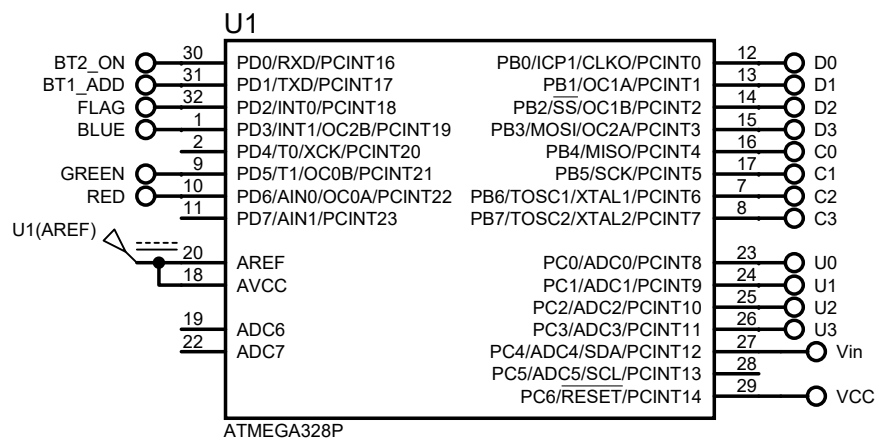 U1
BT2_ON 30 PD0/RXD/PCINT16 PB0/ICP1/CLKO/PCINT0 12 D0
BT1_ADD 31 PD1/TXD/PCINT17 PB1/OC1A/PCINT1 13 D1
FLAG 32 PD2/INT0/PCINT18 PB2/SS/OC1B/PCINT2 14 D2
BLUE 1 PD3/INT1/OC2B/PCINT19 PB3/MOSI/OC2A/PCINT3 15 D3
2 PD4/T0/XCK/PCINT20 PB4/MISO/PCINT4 16 C0
GREEN 9 PD5/T1/OC0B/PCINT21 PB5/SCK/PCINT5 17 C1
RED 10 PD6/AIN0/OC0A/PCINT22 PB6/TOSC1/XTAL1/PCINT6 7 C2
11 PD7/AIN1/PCINT23 PB7/TOSC2/XTAL2/PCINT7 8 C3
U1(AREF)
20 AREF PC0/ADC0/PCINT8 23 U0
18 AVCC PC1/ADC1/PCINT9 24 U1
PC2/ADC2/PCINT10 25 U2
19 ADC6 PC3/ADC3/PCINT11 26 U3
22 ADC7 PC4/ADC4/SDA/PCINT12 27 Vin
PC5/ADC5/SCL/PCINT13 28
PC6/RESET/PCINT14 29 VCC
ATMEGA328P